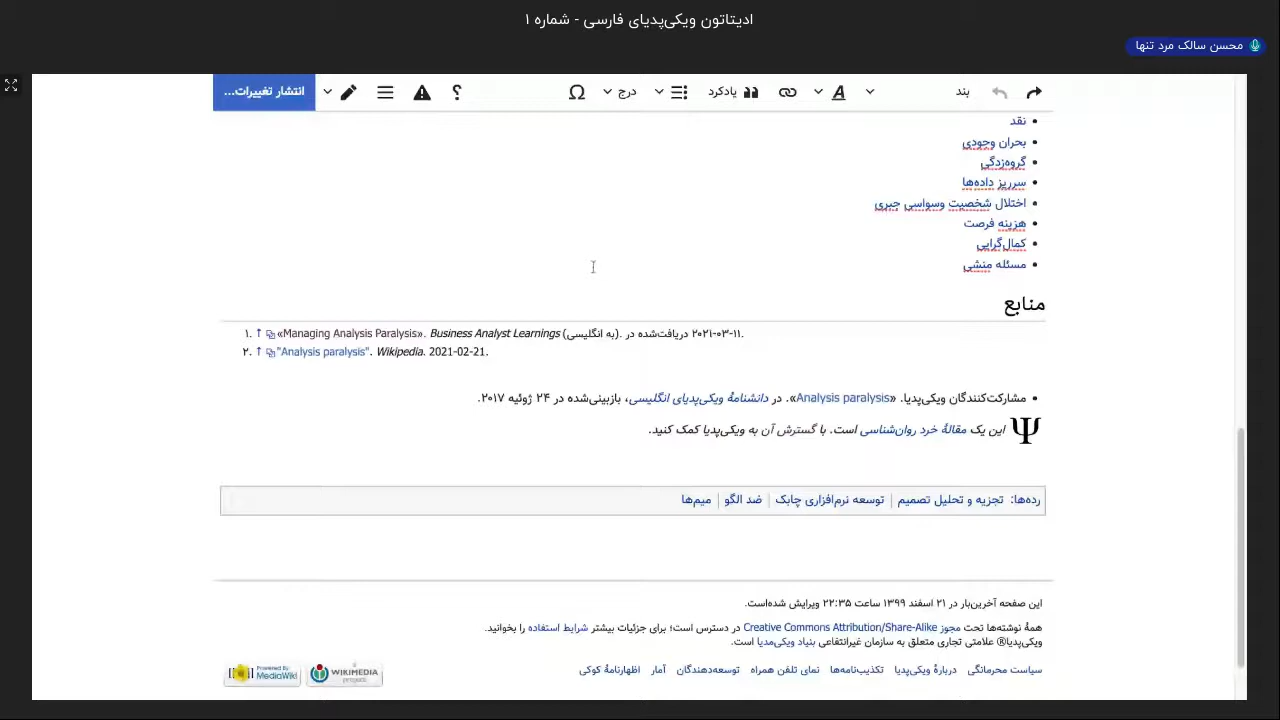 ادیتاتون ویکی‌پدیای فارسی - شماره ۱
محسن سالک مرد تنها
بند
یادکرد
درج
Ω
؟
انتشار تغییرات...
نقد
بحران وجودی
گروه‌زدگی
سرریز داده‌ها
اختلال شخصیت وسواسی جبری
هزینه فرصت
کمال‌گرایی
مسئله منشی
منابع
۱. ↑ «Managing Analysis Paralysis». Business Analyst Learnings (به انگلیسی). دریافت‌شده در ۲۰۲۱-۰۳-۱۱.
۲. ↑ "Analysis paralysis". Wikipedia. 2021-02-21.
مشارکت‌کنندگان ویکی‌پدیا. «Analysis paralysis». در دانشنامهٔ ویکی‌پدیای انگلیسی، بازبینی‌شده در ۲۴ ژوئیه ۲۰۱۷.
Ψ این یک مقالهٔ خرد روان‌شناسی است. با گسترش آن به ویکی‌پدیا کمک کنید.
رده‌ها: تجزیه و تحلیل تصمیم | توسعه نرم‌افزاری چابک | ضد الگو | میم‌ها
این صفحه آخرین‌بار در ۲۱ اسفند ۱۳۹۹ ساعت ۲۲:۳۵ ویرایش شده‌است.
همهٔ نوشته‌ها تحت مجوز Creative Commons Attribution/Share-Alike در دسترس است؛ برای جزئیات بیشتر شرایط استفاده را بخوانید.
ویکی‌پدیا® علامتی تجاری متعلق به سازمان غیرانتفاعی بنیاد ویکی‌مدیا است.
سیاست محرمانگی دربارهٔ ویکی‌پدیا تکذیب‌نامه‌ها نمای تلفن همراه توسعه‌دهندگان آمار اظهارنامهٔ کوکی
WIKIMEDIA project
Powered By MediaWiki